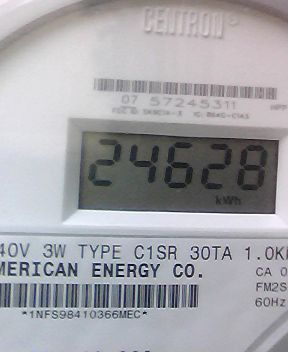 CENTRON®
07 57245311
24628
kWh
40V 3W TYPE C1SR 30TA 1.0K
MERICAN ENERGY CO.
CA 0
FM2S
60Hz
*1NFS98410366MEC*